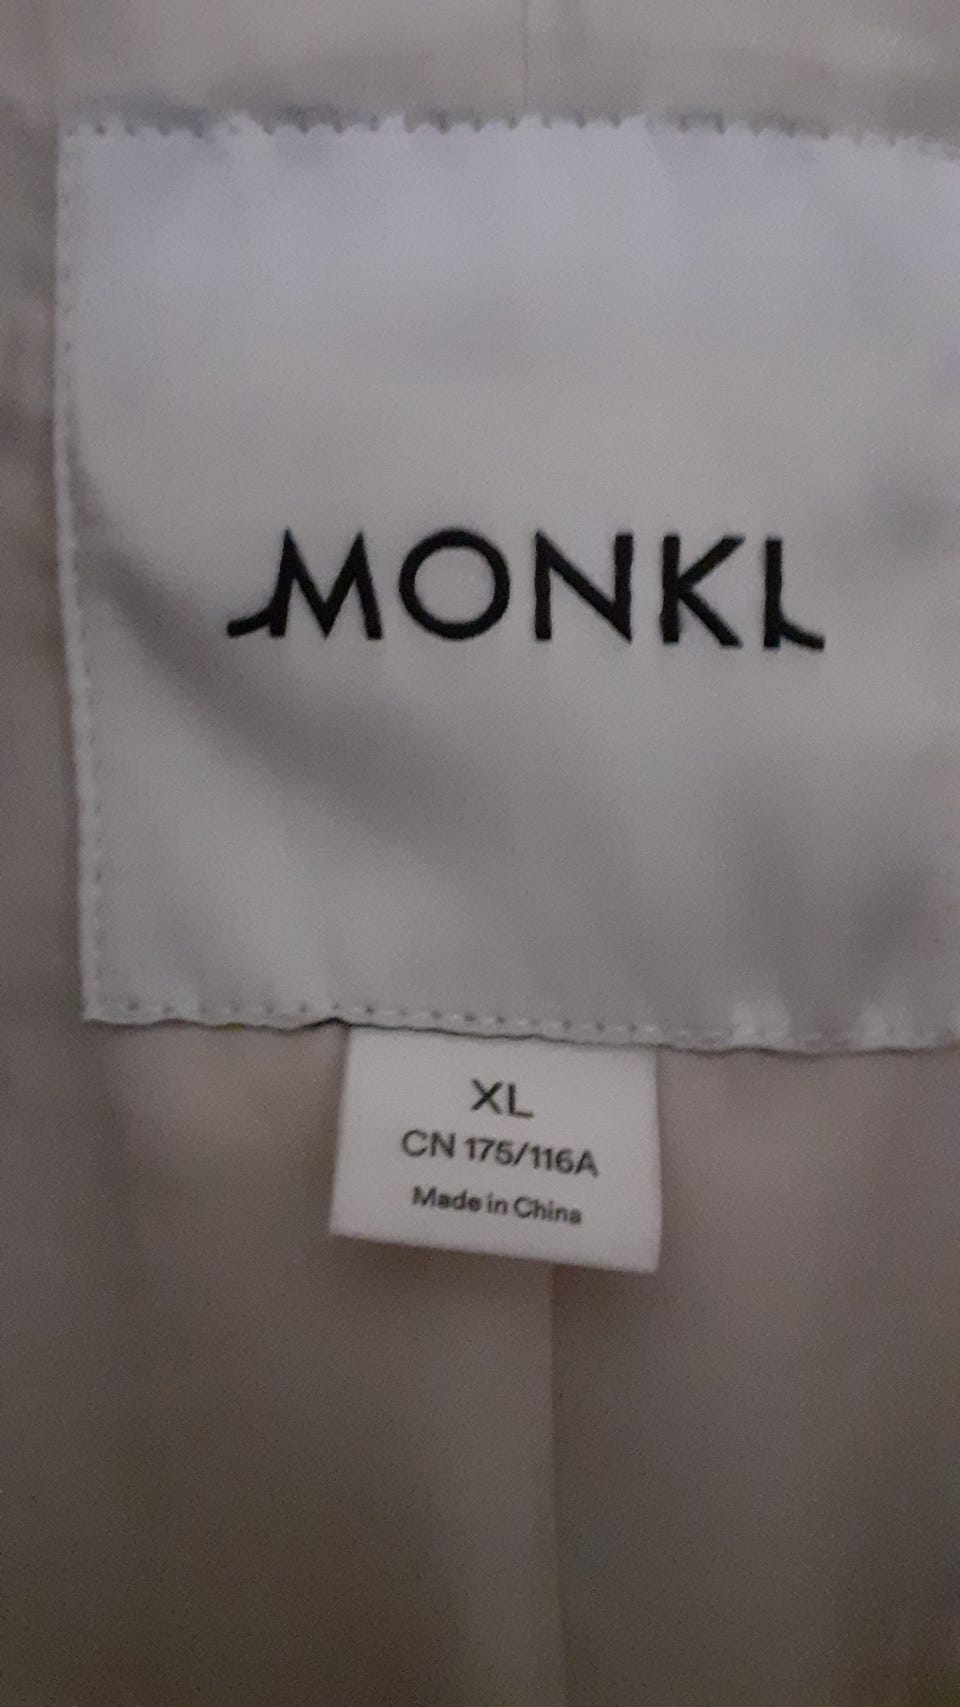 MONKI
XL
CN 175/116A
Made in China